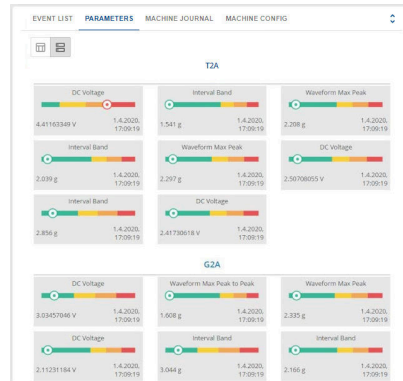 EVENT LIST PARAMETERS MACHINE JOURNAL MACHINE CONFIG
T2A
DC Voltage
4.41163349 V
1.4.2020,
17:09:19
Interval Band
1.541 g
1.4.2020,
17:09:19
Waveform Max Peak
2.208 g
1.4.2020,
17:09:19
Interval Band
2.039 g
1.4.2020,
17:09:19
Waveform Max Peak
2.297 g
1.4.2020,
17:09:19
DC Voltage
2.50708055 V
1.4.2020,
17:09:19
Interval Band
2.856 g
1.4.2020,
17:09:19
DC Voltage
2.41730618 V
1.4.2020,
17:09:19
G2A
DC Voltage
3.03457046 V
1.4.2020,
17:09:19
Waveform Max Peak to Peak
1.608 g
1.4.2020,
17:09:19
Waveform Max Peak
2.335 g
1.4.2020,
17:09:19
DC Voltage
2.11231184 V
1.4.2020,
17:09:19
Interval Band
3.044 g
1.4.2020,
17:09:19
Interval Band
2.166 g
1.4.2020,
17:09:19